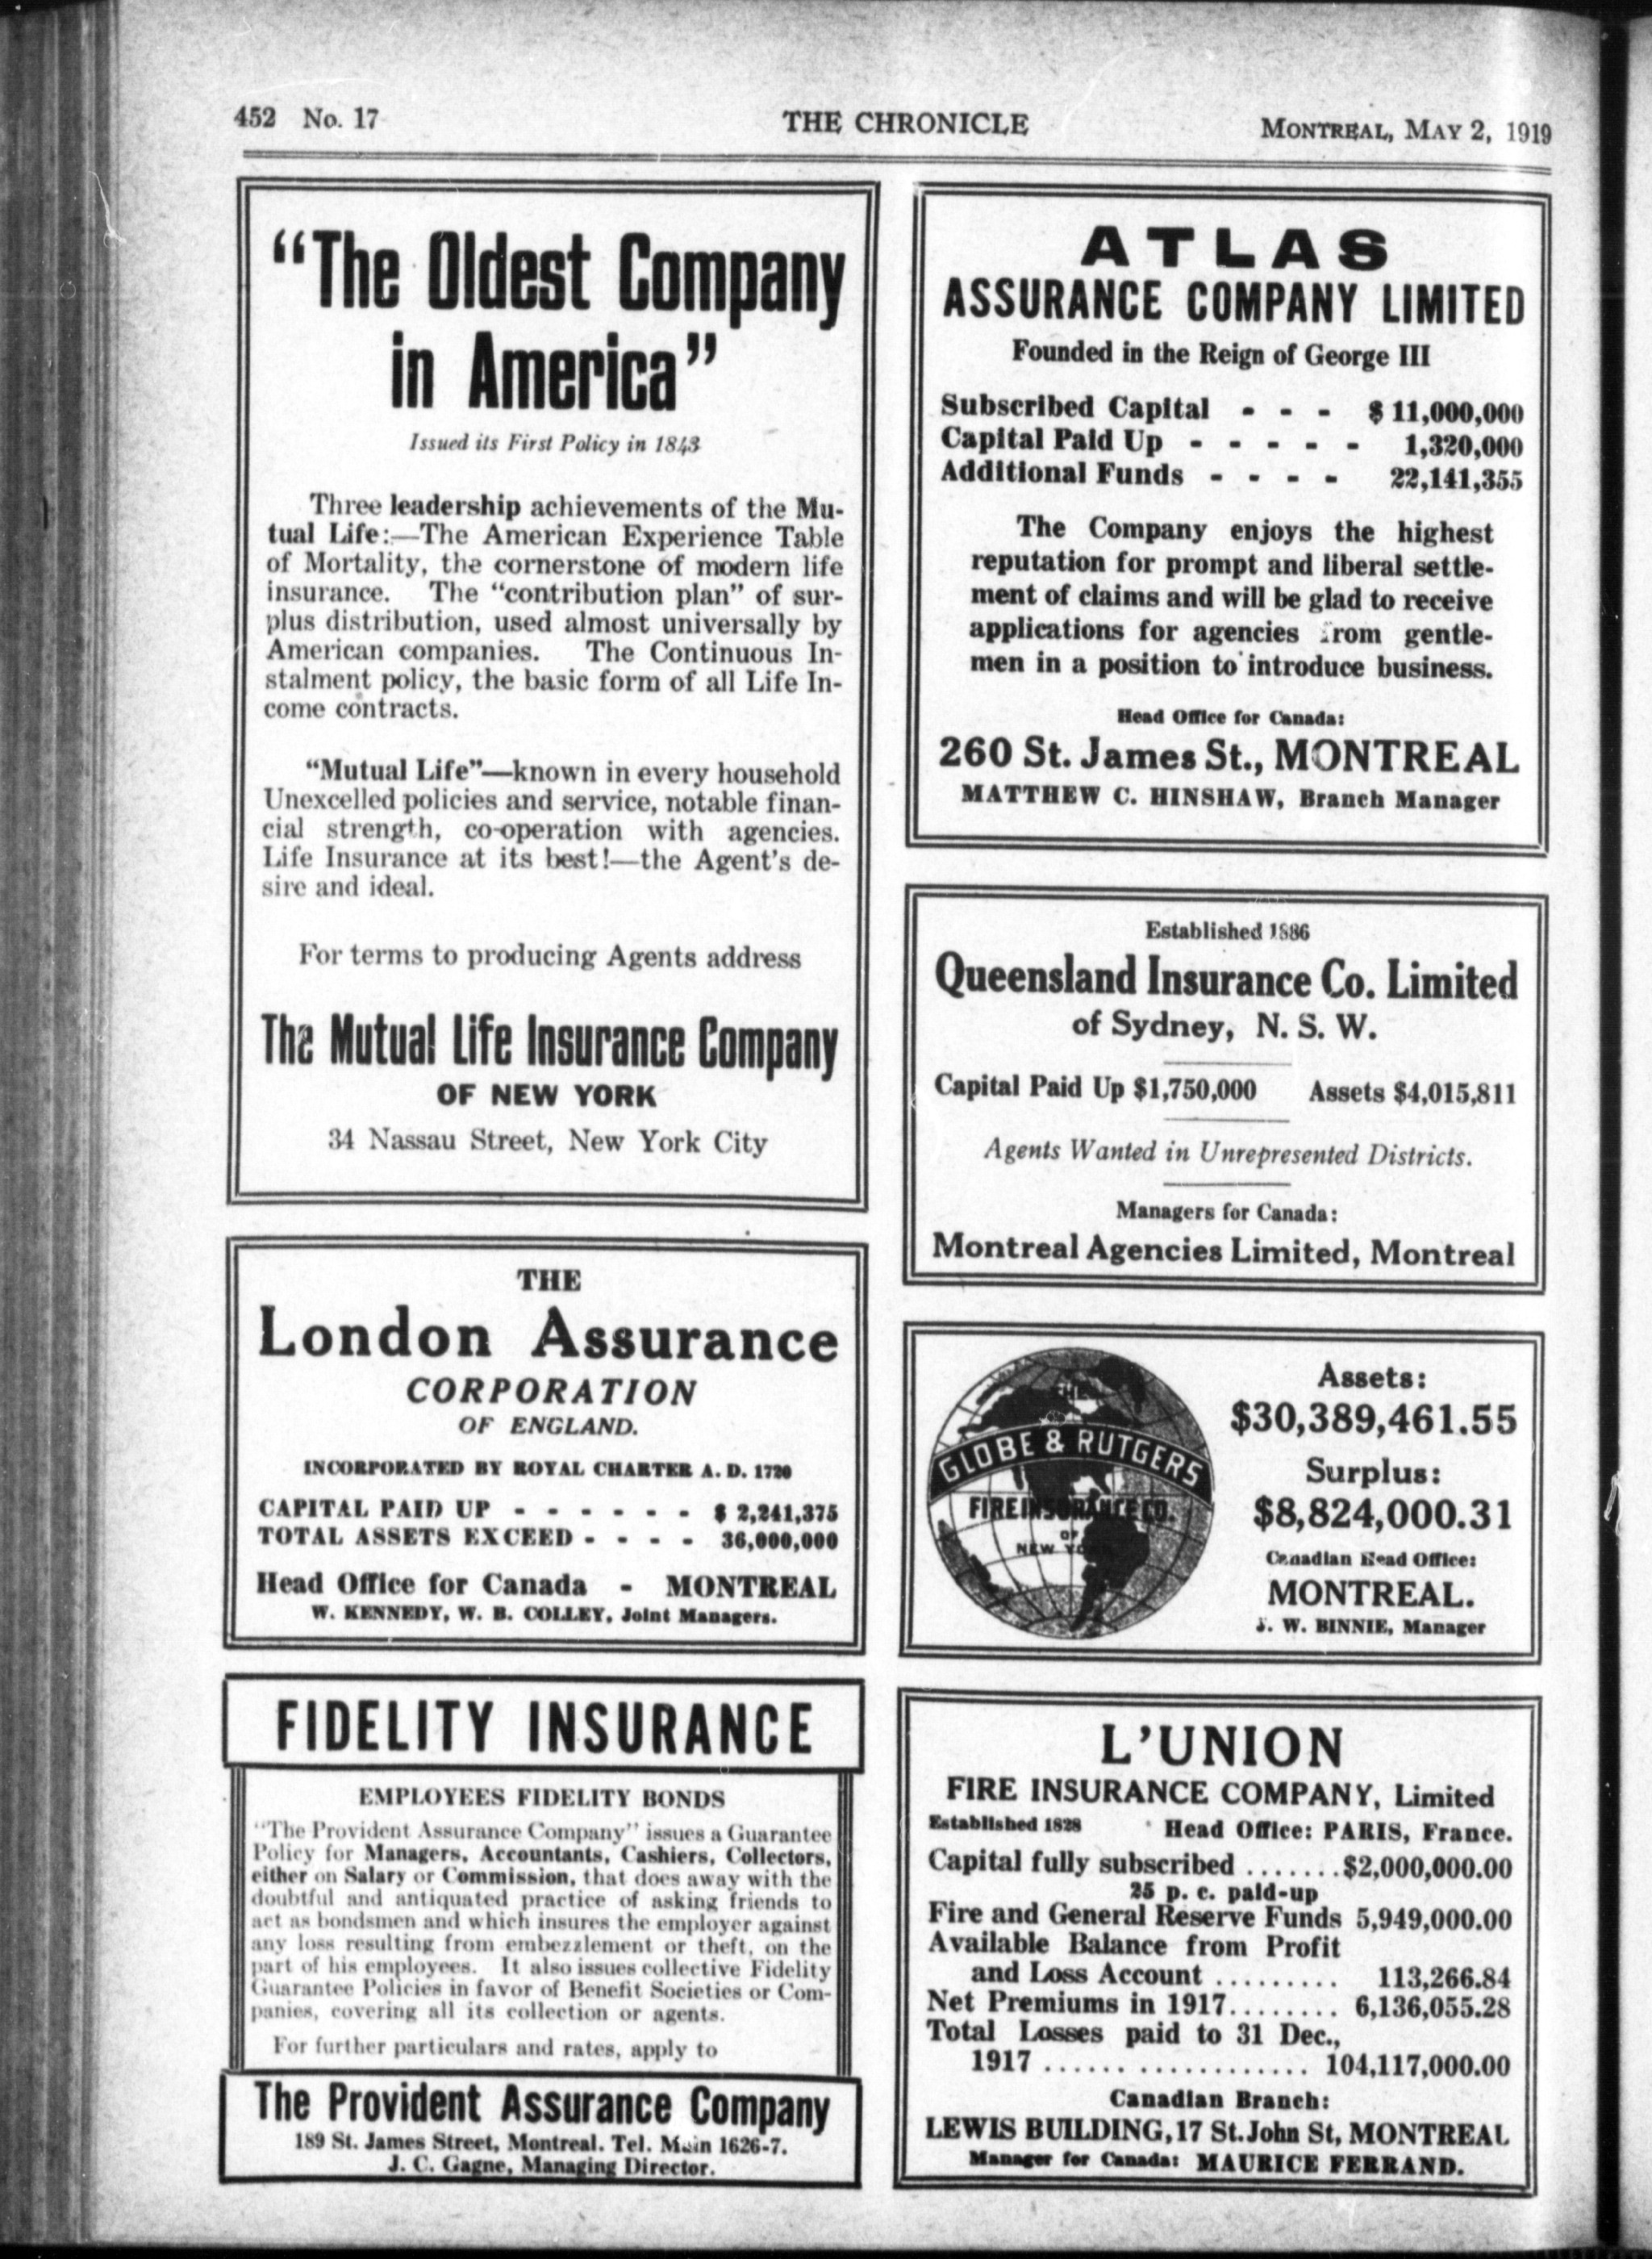 452 No. 17
THE CHRONICLE
MONTREAL, MAY 2, 1919
"The Oldest Company
in America"
Issued its First Policy in 1843
Three leadership achievements of the Mu-
tual Life:—The American Experience Table
of Mortality, the cornerstone of modern life
insurance. The "contribution plan" of sur-
plus distribution, used almost universally by
American companies. The Continuous In-
stalment policy, the basic form of all Life In-
come contracts.
"Mutual Life"—known in every household
Unexcelled policies and service, notable finan-
cial strength, co-operation with agencies.
Life Insurance at its best!—the Agent's de-
sire and ideal.
For terms to producing Agents address
The Mutual Life Insurance Company
OF NEW YORK
34 Nassau Street, New York City
THE
London Assurance
CORPORATION
OF ENGLAND.
INCORPORATED BY ROYAL CHARTER A. D. 1720
CAPITAL PAID UP - - - - - - $ 2,241,375
TOTAL ASSETS EXCEED - - - - 36,000,000
Head Office for Canada - MONTREAL
W. KENNEDY, W. B. COLLEY, Joint Managers.
FIDELITY INSURANCE
EMPLOYEES FIDELITY BONDS
"The Provident Assurance Company" issues a Guarantee
Policy for Managers, Accountants, Cashiers, Collectors,
either on Salary or Commission, that does away with the
doubtful and antiquated practice of asking friends to
act as bondsmen and which insures the employer against
any loss resulting from embezzlement or theft, on the
part of his employees. It also issues collective Fidelity
Guarantee Policies in favor of Benefit Societies or Com-
panies, covering all its collection or agents.
For further particulars and rates, apply to
The Provident Assurance Company
189 St. James Street, Montreal. Tel. Main 1626-7.
J. C. Gagne, Managing Director.
ATLAS
ASSURANCE COMPANY LIMITED
Founded in the Reign of George III
Subscribed Capital - - - $ 11,000,000
Capital Paid Up - - - - - 1,320,000
Additional Funds - - - - 22,141,355
The Company enjoys the highest
reputation for prompt and liberal settle-
ment of claims and will be glad to receive
applications for agencies from gentle-
men in a position to introduce business.
Head Office for Canada:
260 St. James St., MONTREAL
MATTHEW C. HINSHAW, Branch Manager
Established 1886
Queensland Insurance Co. Limited
of Sydney, N. S. W.
Capital Paid Up $1,750,000 Assets $4,015,811
Agents Wanted in Unrepresented Districts.
Managers for Canada:
Montreal Agencies Limited, Montreal
THE
GLOBE & RUTGERS
FIRE INSURANCE CO.
OF
NEW YORK
Assets:
$30,389,461.55
Surplus:
$8,824,000.31
Canadian Head Office:
MONTREAL.
J. W. BINNIE, Manager
L'UNION
FIRE INSURANCE COMPANY, Limited
Established 1828 Head Office: PARIS, France.
Capital fully subscribed .......$2,000,000.00
25 p. c. paid-up
Fire and General Reserve Funds 5,949,000.00
Available Balance from Profit
and Loss Account ......... 113,266.84
Net Premiums in 1917........ 6,136,055.28
Total Losses paid to 31 Dec.,
1917 ...................... 104,117,000.00
Canadian Branch:
LEWIS BUILDING, 17 St. John St, MONTREAL
Manager for Canada: MAURICE FERRAND.